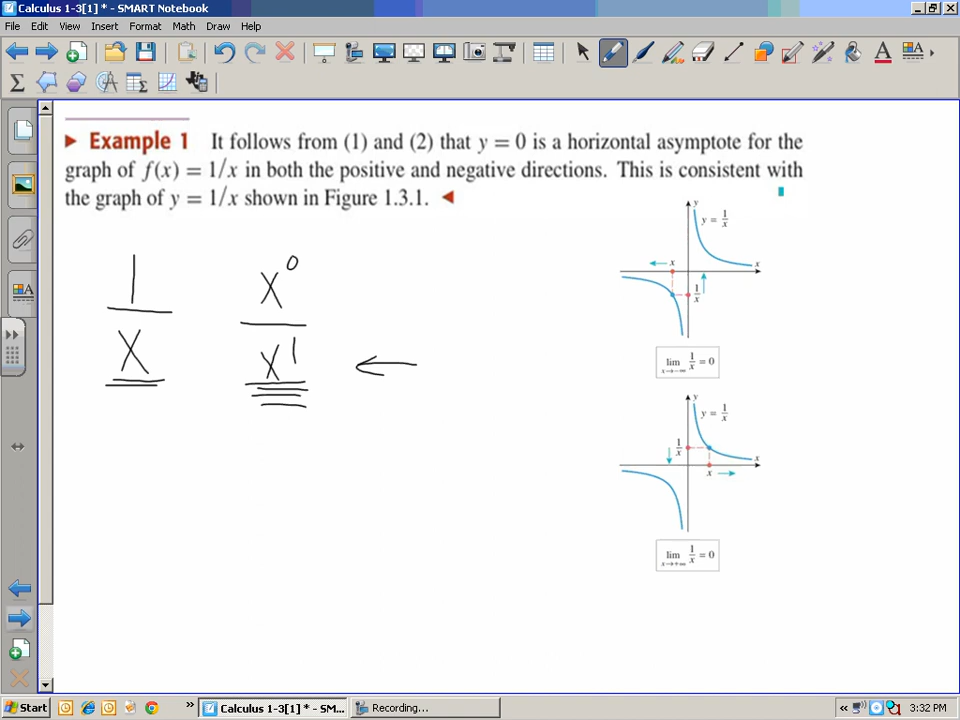 Calculus 1-3[1] * - SMART Notebook
File Edit View Insert Format Math Draw Help
▶ Example 1 It follows from (1) and (2) that y = 0 is a horizontal asymptote for the
graph of f(x) = 1/x in both the positive and negative directions. This is consistent with
the graph of y = 1/x shown in Figure 1.3.1. ◀
1/x
x^0/x^1 ←
y
y = 1/x
x
x
1/x
lim x→−∞ 1/x = 0
y
y = 1/x
1/x
x
x
lim x→+∞ 1/x = 0
Start
Calculus 1-3[1] * - SM...
Recording...
3:32 PM